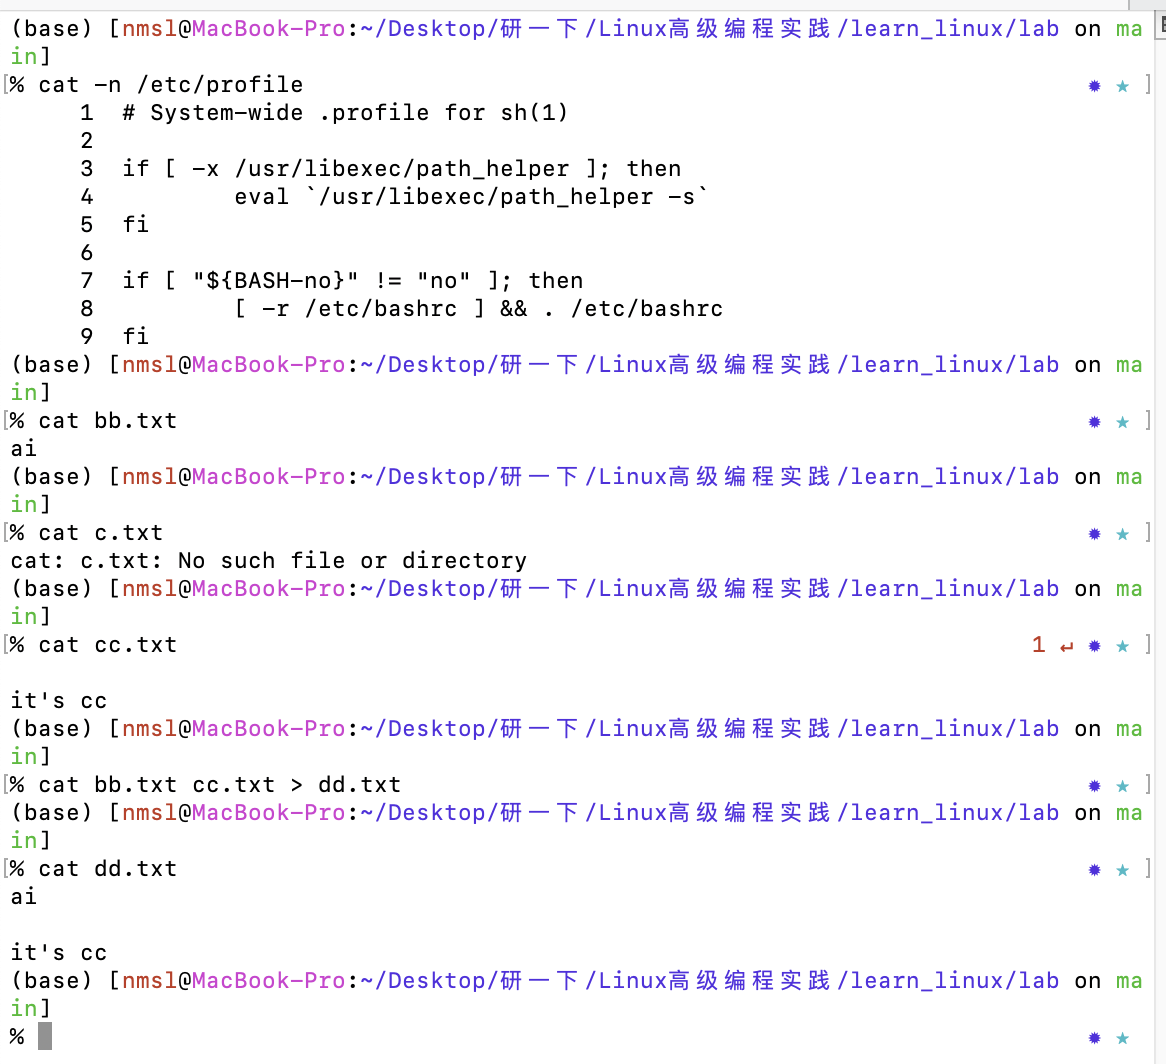 (base) [nmsl@MacBook-Pro:~/Desktop/研一下/Linux高级编程实践/learn_linux/lab on ma
in]
[% cat -n /etc/profile ✹ ★ ]
     1  # System-wide .profile for sh(1)
     2
     3  if [ -x /usr/libexec/path_helper ]; then
     4          eval `/usr/libexec/path_helper -s`
     5  fi
     6
     7  if [ "${BASH-no}" != "no" ]; then
     8          [ -r /etc/bashrc ] && . /etc/bashrc
     9  fi
(base) [nmsl@MacBook-Pro:~/Desktop/研一下/Linux高级编程实践/learn_linux/lab on ma
in]
[% cat bb.txt ✹ ★ ]
ai
(base) [nmsl@MacBook-Pro:~/Desktop/研一下/Linux高级编程实践/learn_linux/lab on ma
in]
[% cat c.txt ✹ ★ ]
cat: c.txt: No such file or directory
(base) [nmsl@MacBook-Pro:~/Desktop/研一下/Linux高级编程实践/learn_linux/lab on ma
in]
[% cat cc.txt 1 ↵ ✹ ★ ]

it's cc
(base) [nmsl@MacBook-Pro:~/Desktop/研一下/Linux高级编程实践/learn_linux/lab on ma
in]
[% cat bb.txt cc.txt > dd.txt ✹ ★ ]
(base) [nmsl@MacBook-Pro:~/Desktop/研一下/Linux高级编程实践/learn_linux/lab on ma
in]
[% cat dd.txt ✹ ★ ]
ai

it's cc
(base) [nmsl@MacBook-Pro:~/Desktop/研一下/Linux高级编程实践/learn_linux/lab on ma
in]
% ✹ ★